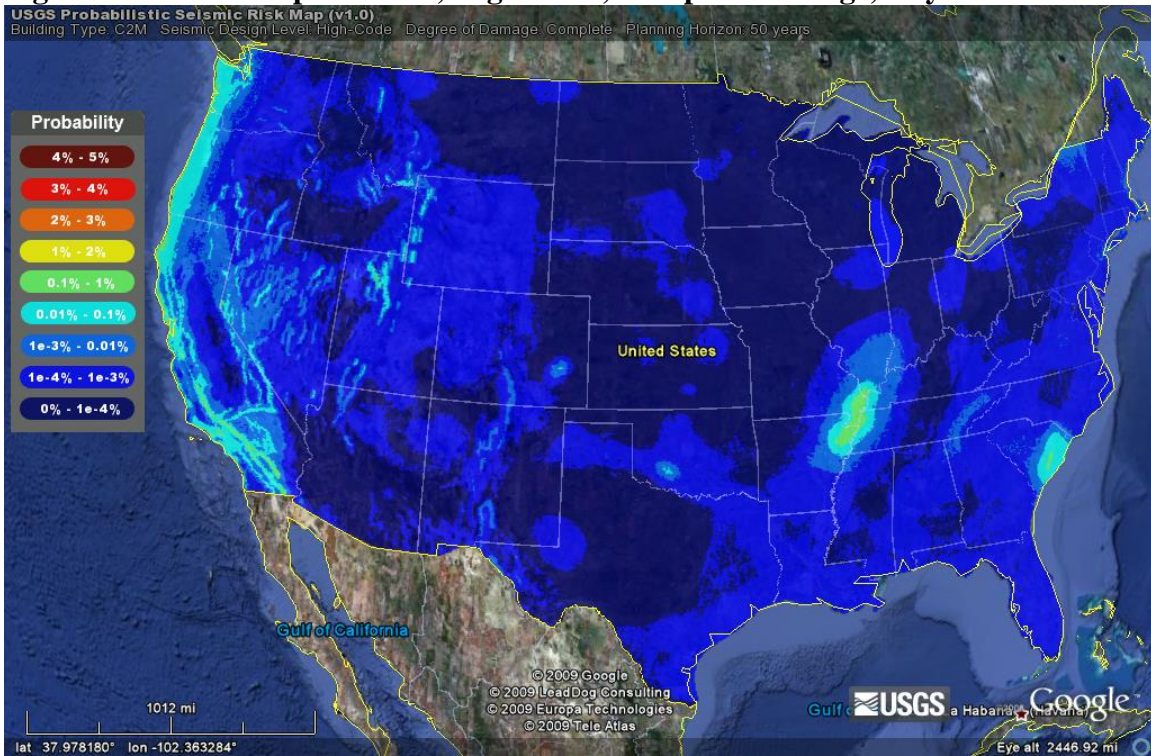 USGS Probabilistic Seismic Risk Map (v1.0)
Building Type: C2M Seismic Design Level: High-Code Degree of Damage: Complete Planning Horizon: 50 years
Probability
4% - 5%
3% - 4%
2% - 3%
1% - 2%
0.1% - 1%
0.01% - 0.1%
1e-3% - 0.01%
1e-4% - 1e-3%
0% - 1e-4%
United States
Gulf of California
© 2009 Google
© 2009 LeadDog Consulting
© 2009 Europa Technologies
© 2009 Tele Atlas
1012 mi
Gulf
USGS
a Habana (Havana)
Google
lat 37.978180° lon -102.363284°
Eye alt 2446.92 mi